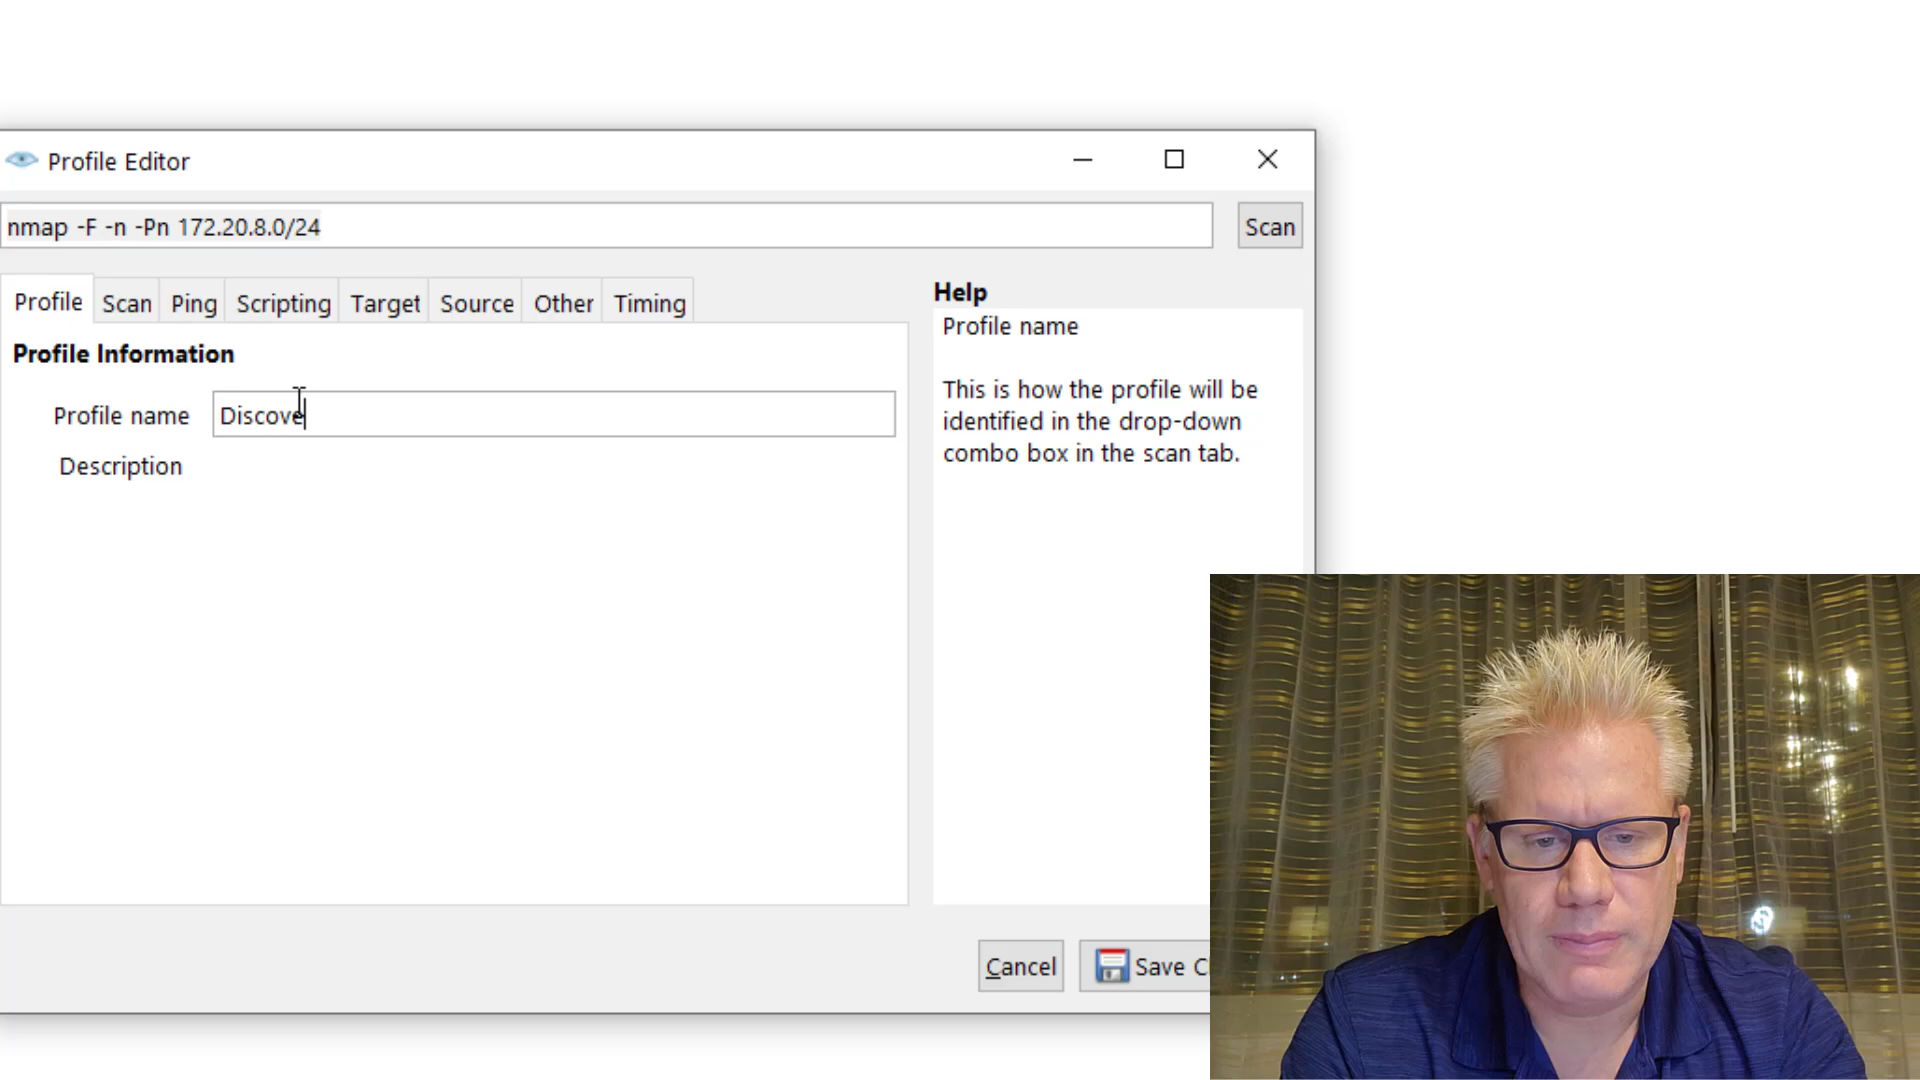 Profile Editor
nmap -F -n -Pn 172.20.8.0/24
Scan
Profile
Scan
Ping
Scripting
Target
Source
Other
Timing
Profile Information
Profile name
Discove
Description
Help
Profile name
This is how the profile will be
identified in the drop-down
combo box in the scan tab.
Cancel
Save C